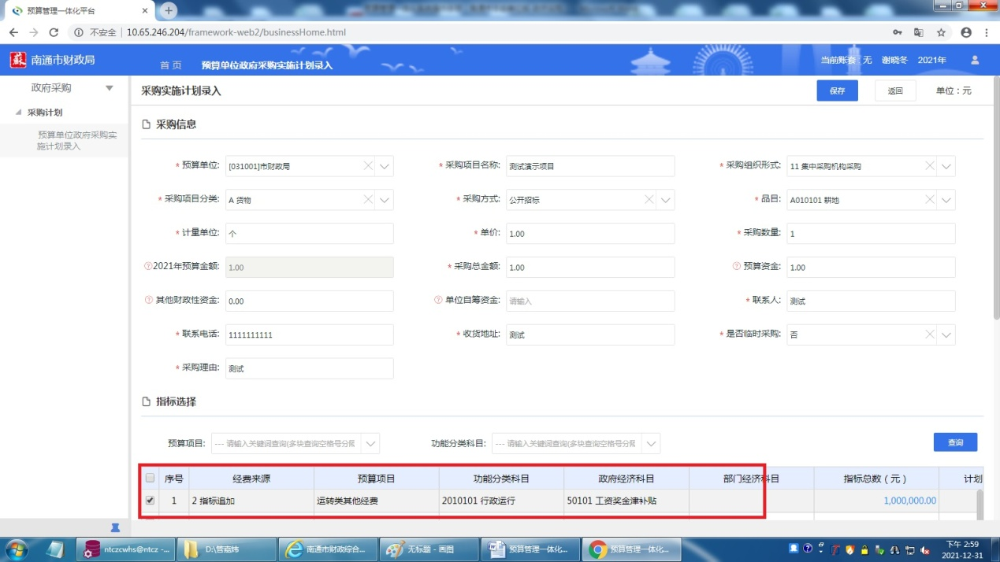 预算管理一体化平台
不安全 | 10.65.246.204/framework-web2/businessHome.html
蘇 南通市财政局
首页 预算单位政府采购实施计划录入
当前账套: 无 谢晓冬 2021年
政府采购
采购计划
预算单位政府采购实
施计划录入
采购实施计划录入
保存 返回 单位：元
采购信息
* 预算单位: [031001]市财政局 * 采购项目名称: 测试演示项目 * 采购组织形式: 11 集中采购机构采购
* 采购项目分类: A 货物 * 采购方式: 公开招标 * 品目: A010101 耕地
* 计量单位: 个 * 单价: 1.00 * 采购数量: 1
2021年预算金额: 1.00 * 采购总金额: 1.00 预算资金: 1.00
其他财政性资金: 0.00 单位自筹资金: 请输入 * 联系人: 测试
* 联系电话: 1111111111 * 收货地址: 测试 * 是否临时采购: 否
* 采购理由: 测试
指标选择
预算项目: --- 请输入关键词查询(多块查询空格号分隔 功能分类科目: --- 请输入关键词查询(多块查询空格号分隔 查询
序号 经费来源 预算项目 功能分类科目 政府经济科目 部门经济科目 指标总数（元） 计划
1 2 指标追加 运转类其他经费 2010101 行政运行 50101 工资奖金津补贴 1,000,000.00
ntczcwhs@ntcz -... D:\管嘉炜 南通市财政综合... 无标题 - 画图 预算管理一体化... 预算管理一体化...
下午 2:59
2021-12-31